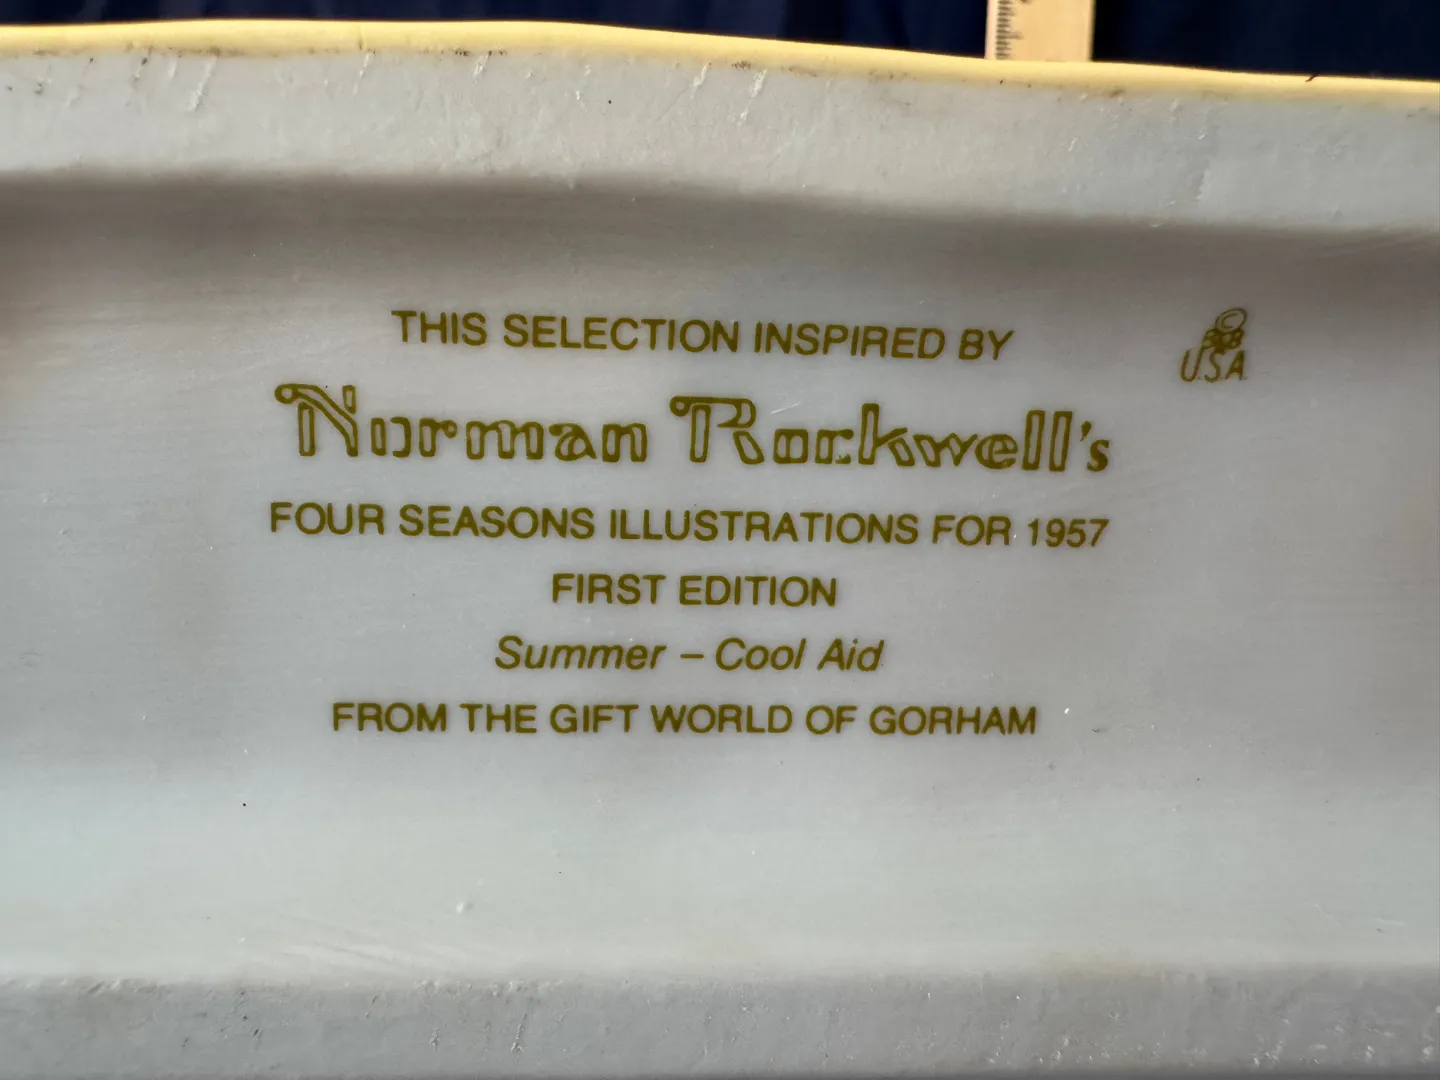 THIS SELECTION INSPIRED BY
Norman Rockwell's
FOUR SEASONS ILLUSTRATIONS FOR 1957
FIRST EDITION
Summer – Cool Aid
FROM THE GIFT WORLD OF GORHAM
©
U.S.A.